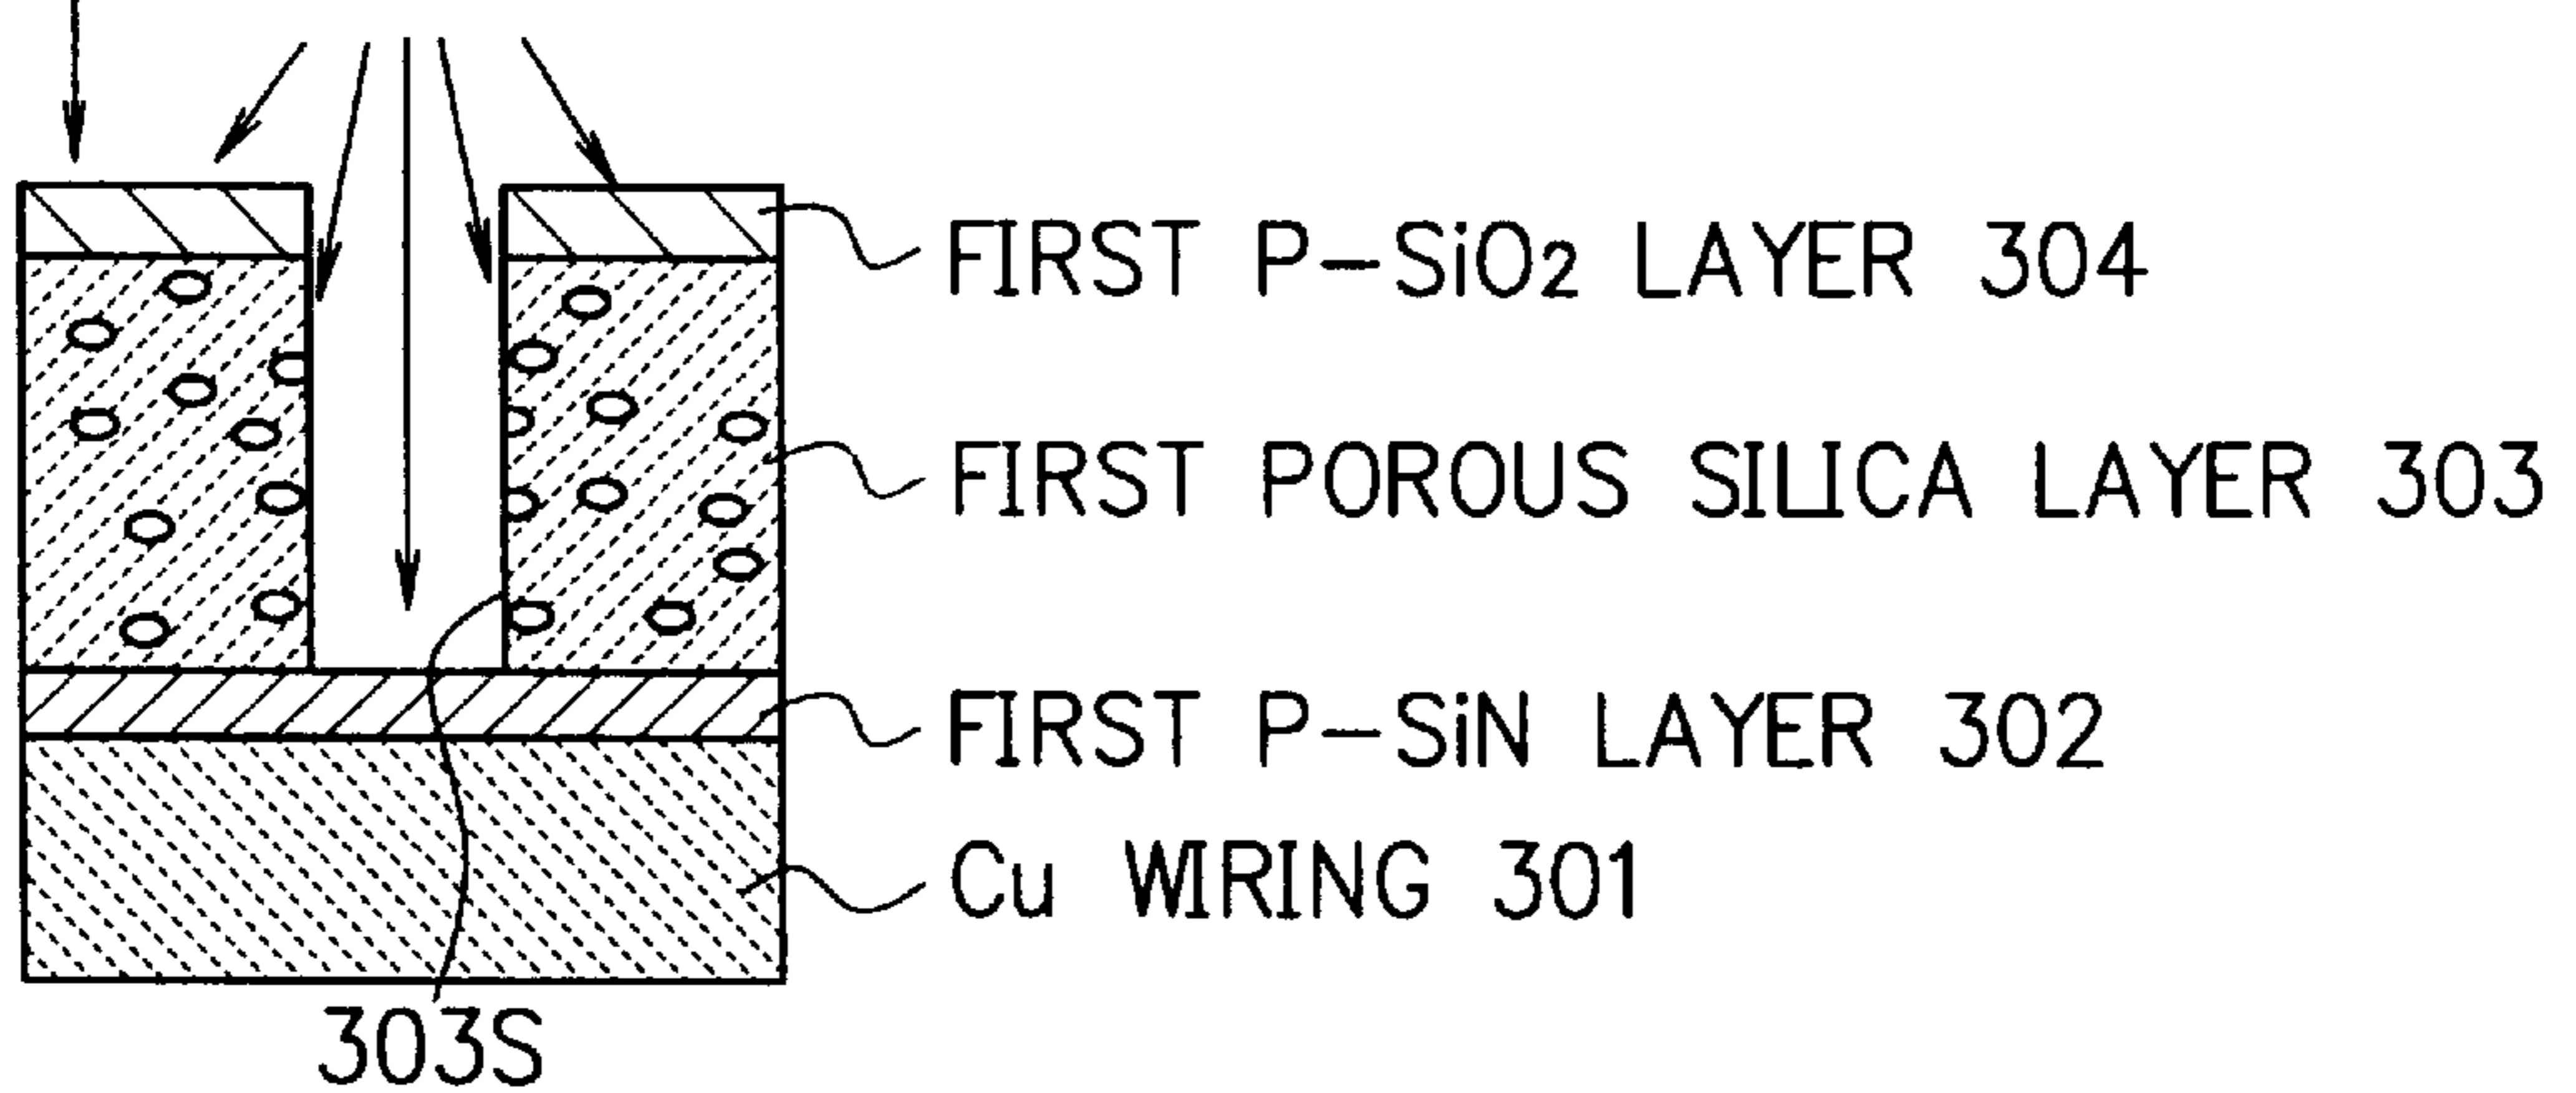 FIRST P-SiO₂ LAYER 304
FIRST POROUS SILICA LAYER 303
FIRST P-SiN LAYER 302
Cu WIRING 301
303S